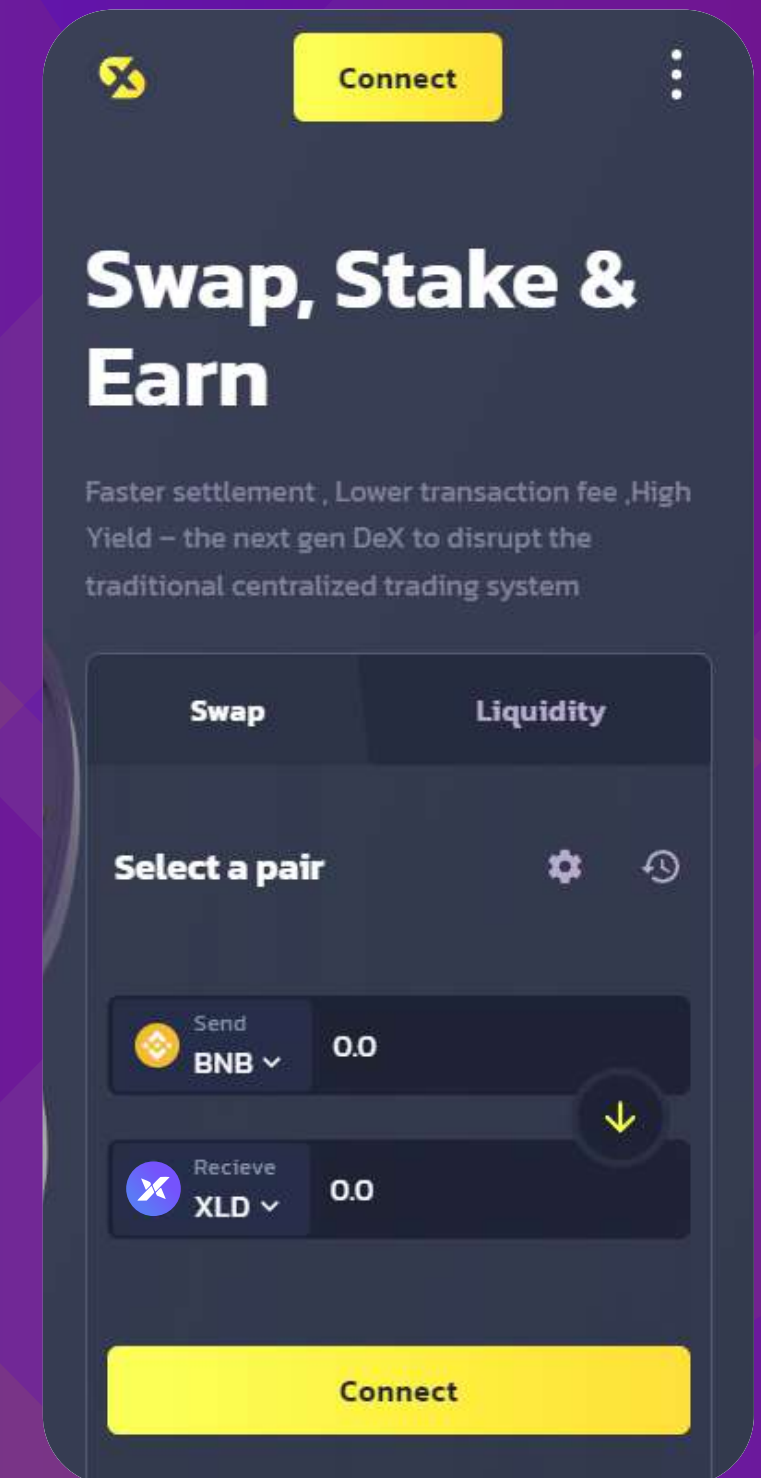 Connect
Swap, Stake &
Earn
Faster settlement , Lower transaction fee ,High
Yield – the next gen DeX to disrupt the
traditional centralized trading system
Swap
Liquidity
Select a pair
Send
BNB
0.0
Recieve
XLD
0.0
Connect